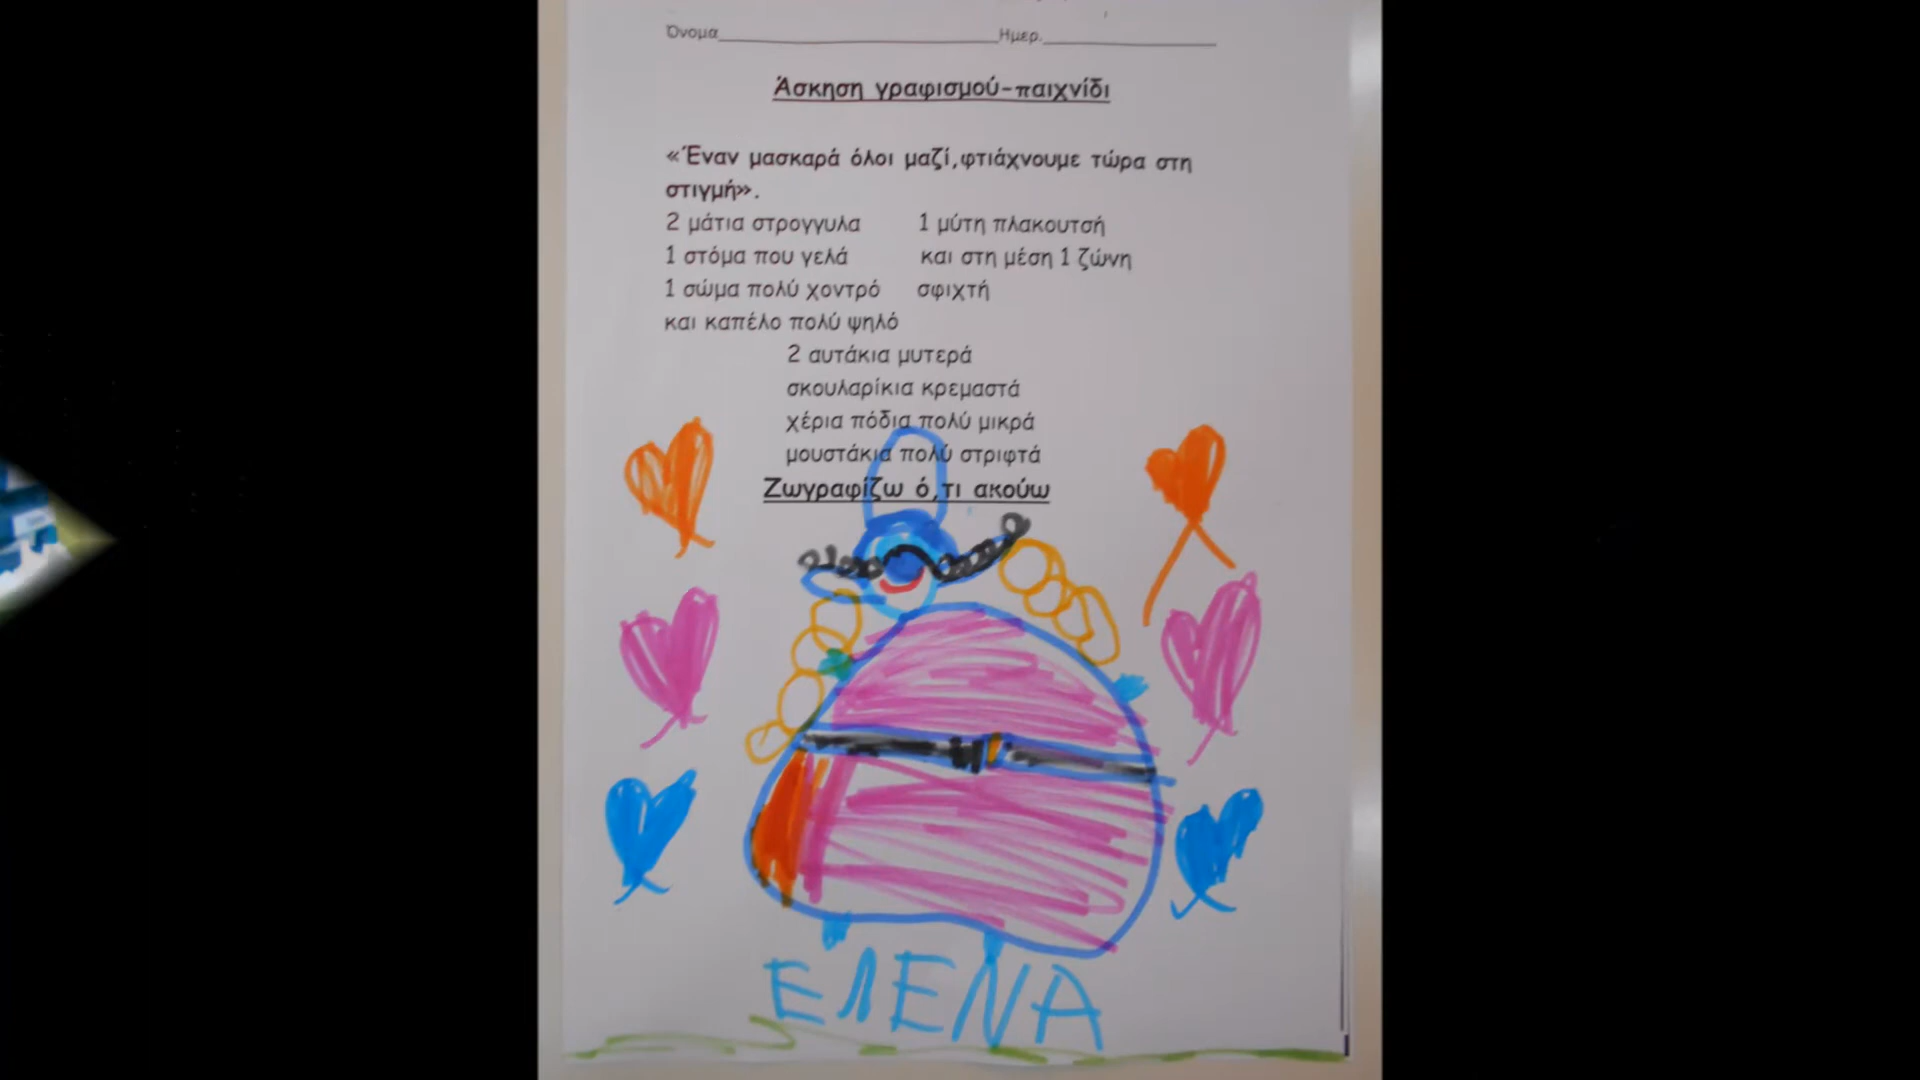 Όνομα Ημερ.
Άσκηση γραφισμού-παιχνίδι
«Έναν μασκαρά όλοι μαζί,φτιάχνουμε τώρα στη
στιγμή».
2 μάτια στρογγυλα 1 μύτη πλακουτσή
1 στόμα που γελά και στη μέση 1 ζώνη
1 σώμα πολύ χοντρό σφιχτή
και καπέλο πολύ ψηλό
2 αυτάκια μυτερά
σκουλαρίκια κρεμαστά
χέρια πόδια πολύ μικρά
μουστάκια πολύ στριφτά
Ζωγραφίζω ό,τι ακούω
ΕΛΕΝΑ